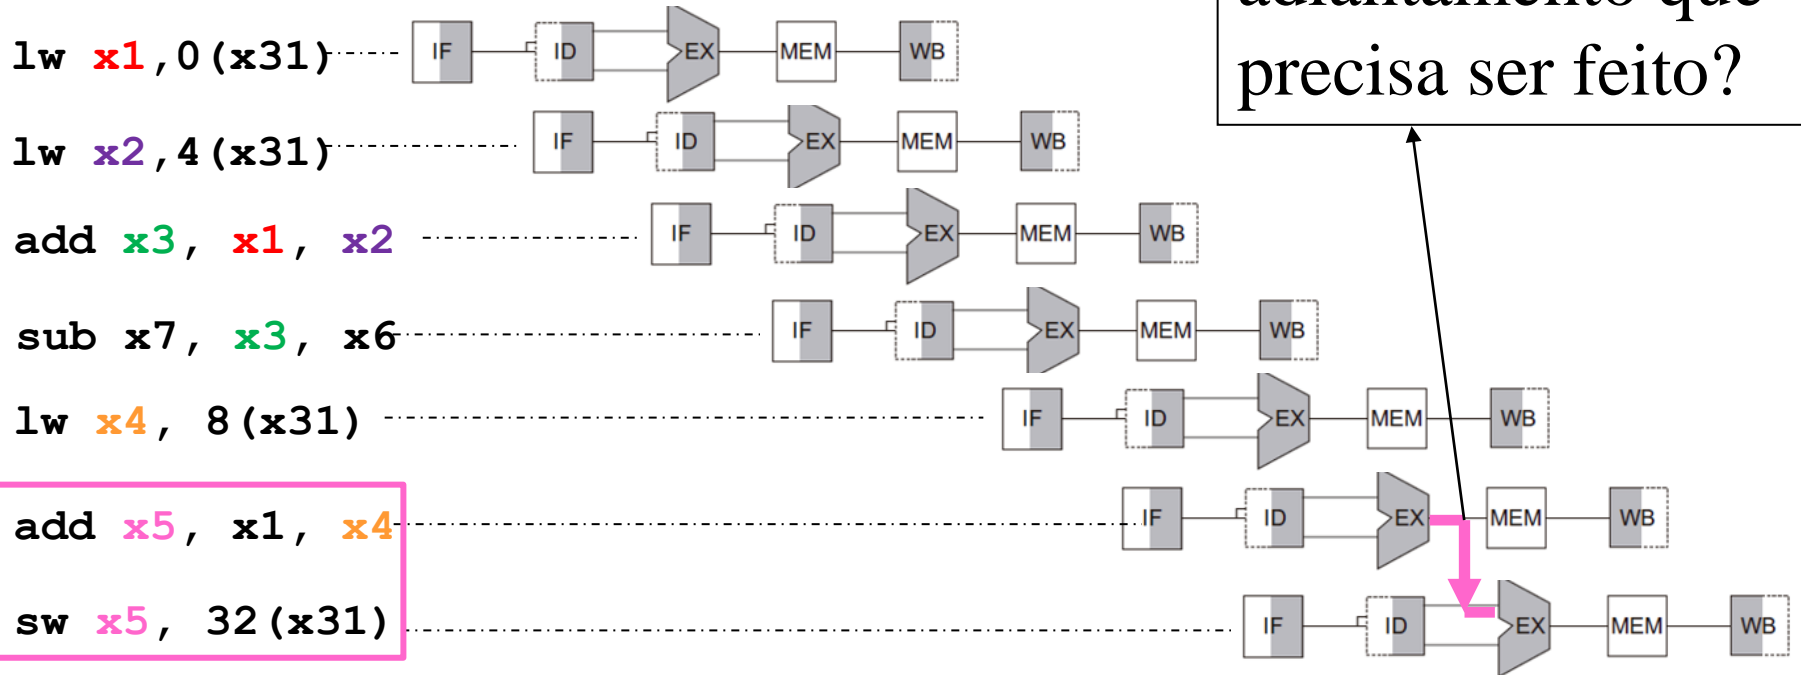 adiantamento que
precisa ser feito?
lw x1,0(x31) IF ID EX MEM WB
lw x2,4(x31) IF ID EX MEM WB
add x3, x1, x2 IF ID EX MEM WB
sub x7, x3, x6 IF ID EX MEM WB
lw x4, 8(x31) IF ID EX MEM WB
add x5, x1, x4 IF ID EX MEM WB
sw x5, 32(x31) IF ID EX MEM WB